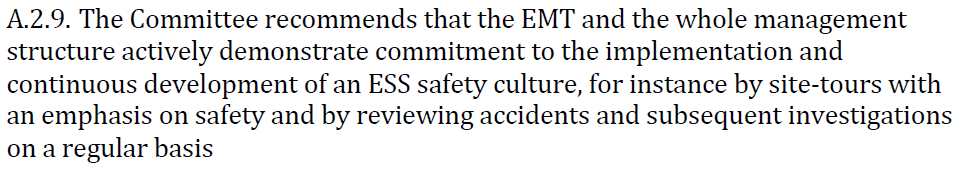 A.2.9. The Committee recommends that the EMT and the whole management
structure actively demonstrate commitment to the implementation and
continuous development of an ESS safety culture, for instance by site-tours with
an emphasis on safety and by reviewing accidents and subsequent investigations
on a regular basis